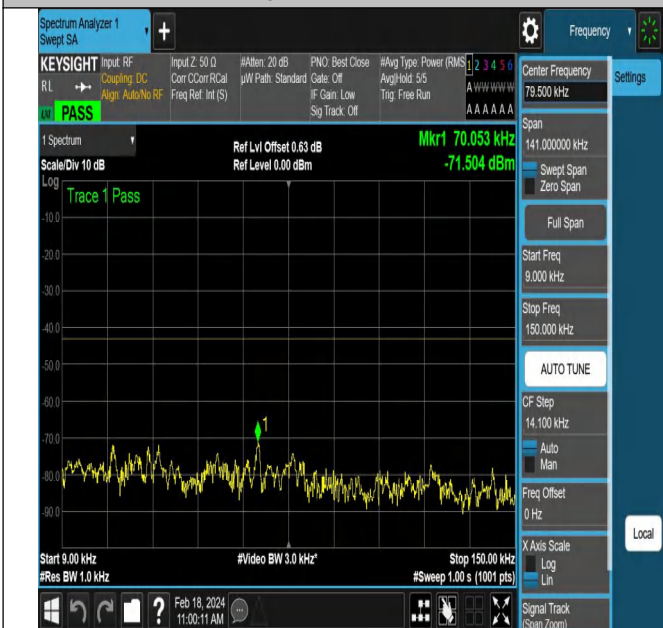 Spectrum Analyzer 1
Swept SA
+
Frequency
KEYSIGHT
Input: RF
Input Z: 50 Ω
#Atten: 20 dB
PNO: Best Close
#Avg Type: Power (RMS
1 2 3 4 5 6
RL
Coupling: DC
Corr CCorr RCal
µW Path: Standard
Gate: Off
Avg|Hold: 5/5
A W W W W W
Align: Auto/No RF
Freq Ref: Int (S)
IF Gain: Low
Trig: Free Run
Sig Track: Off
A A A A A A
LXI
PASS
1 Spectrum
Ref Lvl Offset 0.63 dB
Mkr1 70.053 kHz
Scale/Div 10 dB
Ref Level 0.00 dBm
-71.504 dBm
Log
Trace 1 Pass
-10.0
-20.0
-30.0
-40.0
-50.0
-60.0
-70.0
-80.0
-90.0
1
Start 9.00 kHz
#Video BW 3.0 kHz*
Stop 150.00 kHz
#Res BW 1.0 kHz
#Sweep 1.00 s (1001 pts)
?
Feb 18, 2024
11:00:11 AM
Center Frequency
79.500 kHz
Settings
Span
141.000000 kHz
Swept Span
Zero Span
Full Span
Start Freq
9.000 kHz
Stop Freq
150.000 kHz
AUTO TUNE
CF Step
14.100 kHz
Auto
Man
Freq Offset
0 Hz
Local
X Axis Scale
Log
Lin
Signal Track
(Span Zoom)